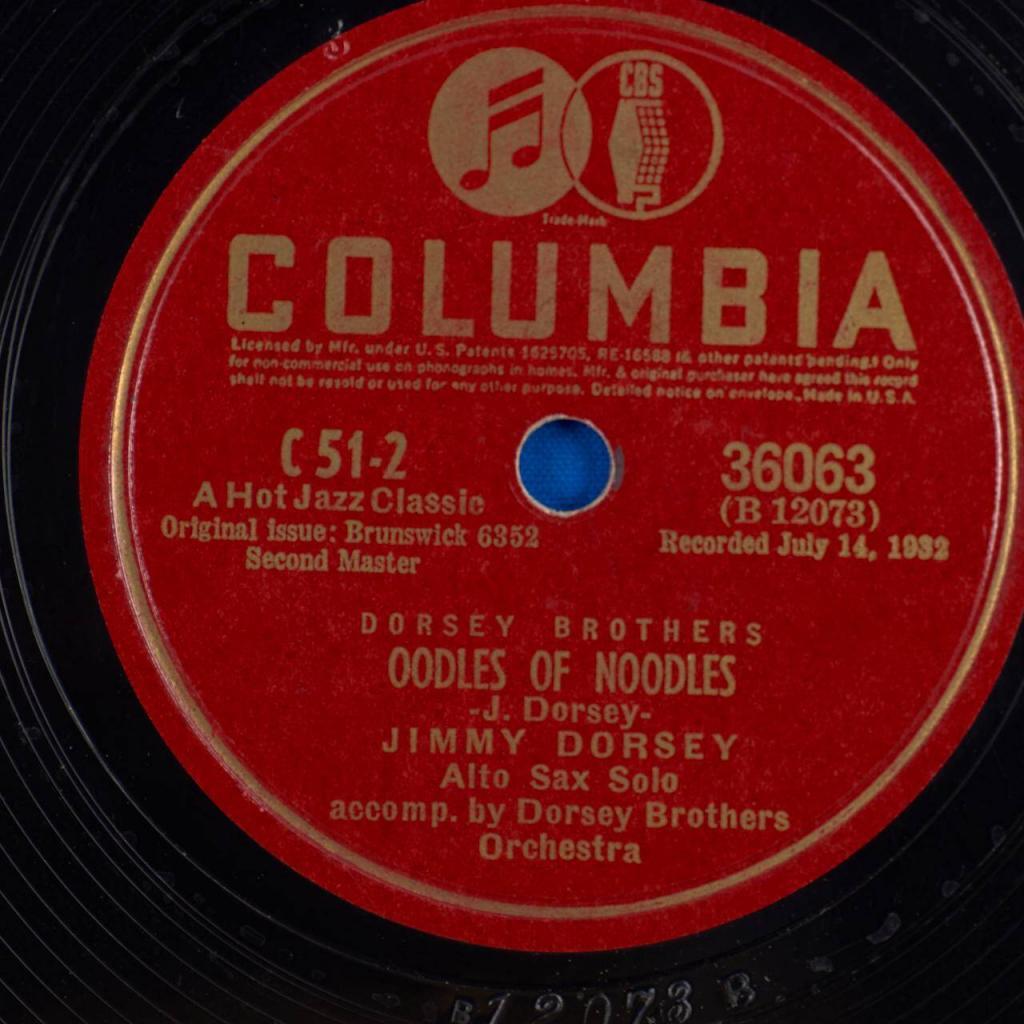 CBS
Trade-Mark
COLUMBIA
Licensed by Mfr. under U.S. Patents 1625705, RE-16588 (& other patents pending.) Only
for non-commercial use on phonographs in homes. Mfr. & original purchaser have agreed this record
shall not be resold or used for any other purpose. Detailed notice on envelope. Made in U.S.A.
C 51-2
A Hot Jazz Classic
Original issue: Brunswick 6352
Second Master
36063
(B 12073)
Recorded July 14, 1932
DORSEY BROTHERS
OODLES OF NOODLES
-J. Dorsey-
JIMMY DORSEY
Alto Sax Solo
accomp. by Dorsey Brothers
Orchestra
B12073 B